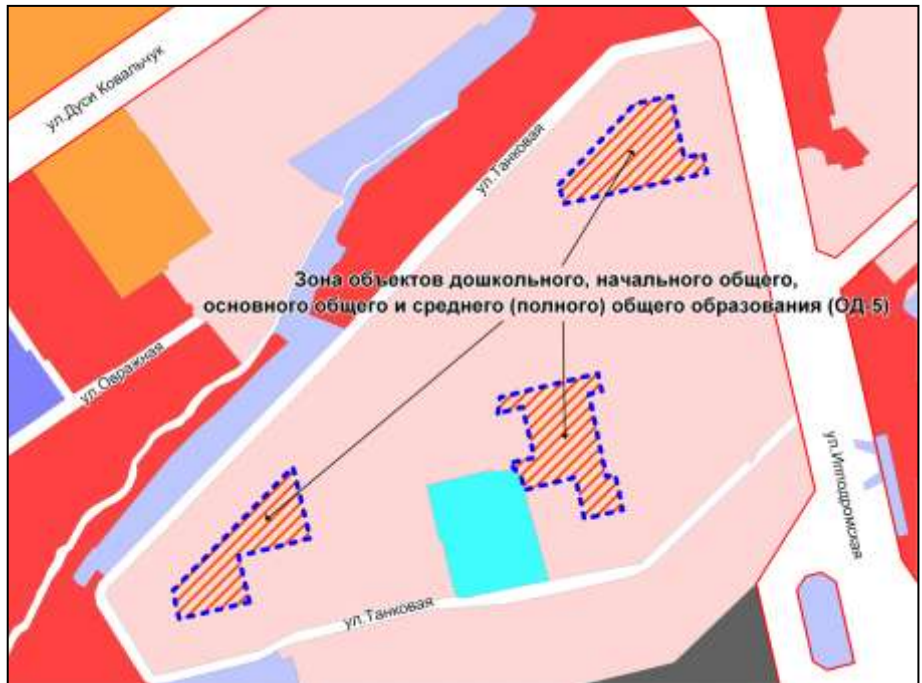 ул.Дуси Ковальчук
ул.Танковая
Зона объектов дошкольного, начального общего,
основного общего и среднего (полного) общего образования (ОД-5)
ул.Овражная
ул.Ипподромская
ул.Танковая